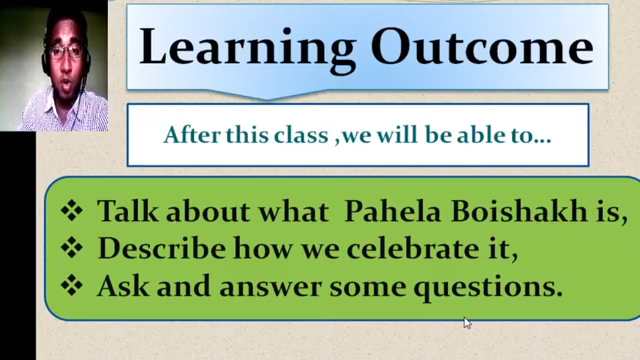 Learning Outcome
After this class ,we will be able to...
❖ Talk about what Pahela Boishakh is,
❖ Describe how we celebrate it,
❖ Ask and answer some questions.